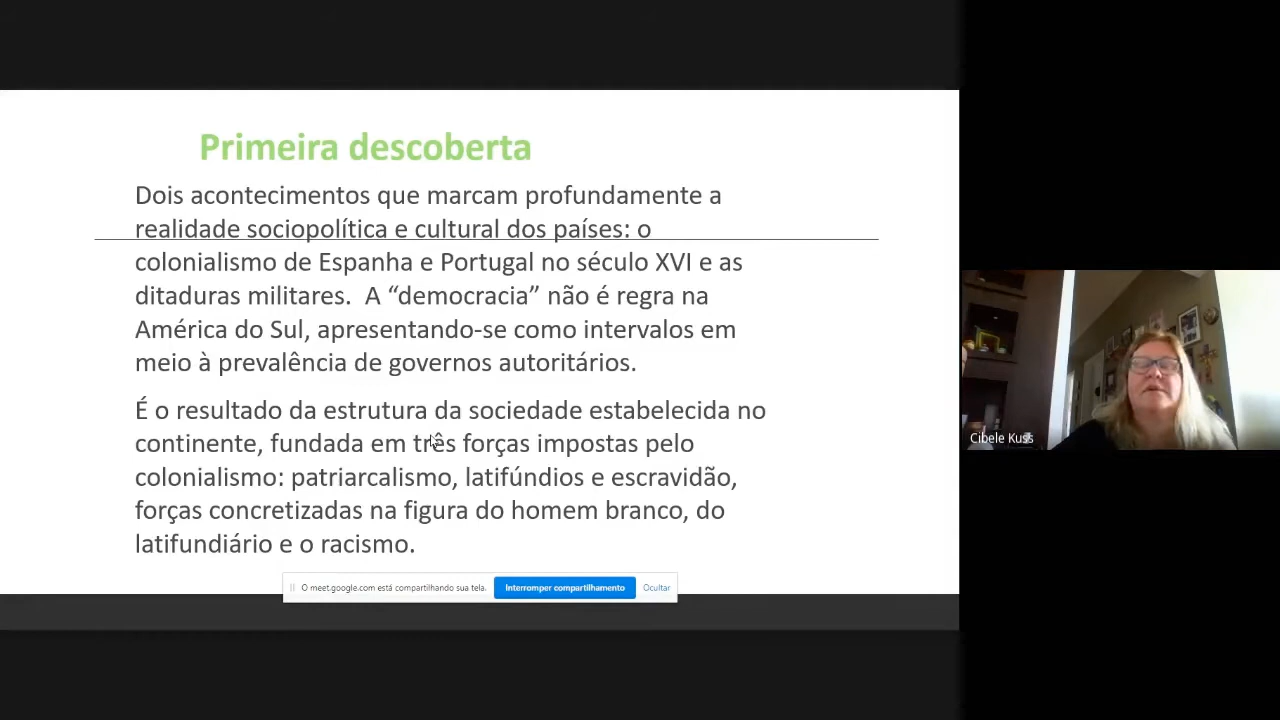 Primeira descoberta
Dois acontecimentos que marcam profundamente a
realidade sociopolítica e cultural dos países: o
colonialismo de Espanha e Portugal no século XVI e as
ditaduras militares.  A “democracia” não é regra na
América do Sul, apresentando-se como intervalos em
meio à prevalência de governos autoritários.
É o resultado da estrutura da sociedade estabelecida no
continente, fundada em três forças impostas pelo
colonialismo: patriarcalismo, latifúndios e escravidão,
forças concretizadas na figura do homem branco, do
latifundiário e o racismo.
O meet.google.com está compartilhando sua tela. Interromper compartilhamento Ocultar
Cibele Kuss